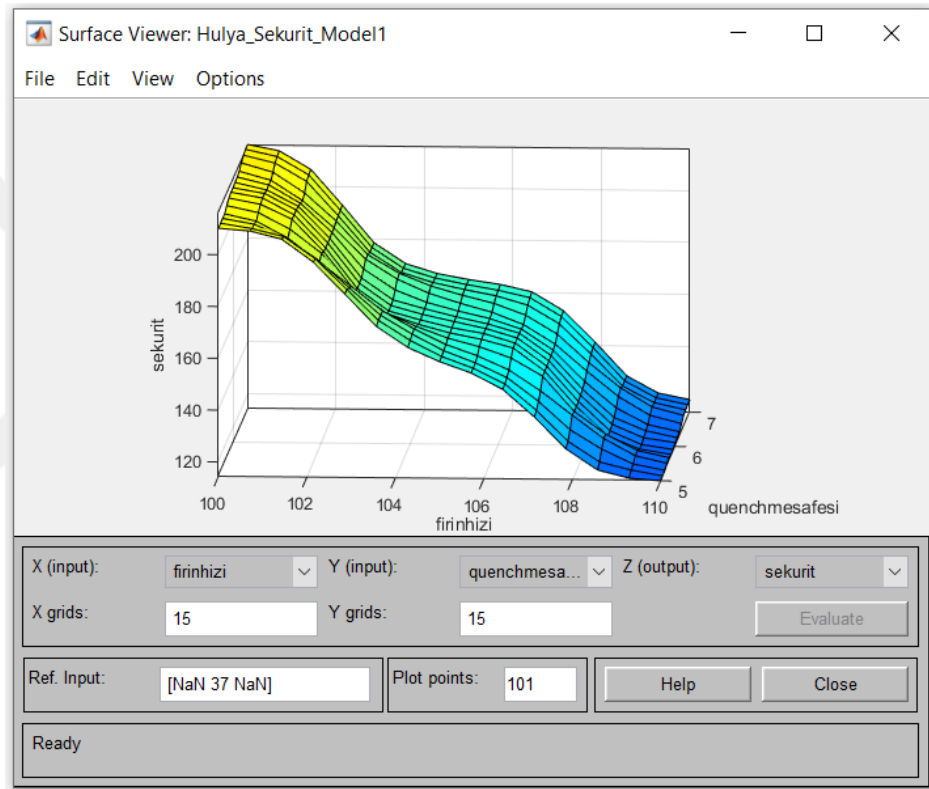 Surface Viewer: Hulya_Sekurit_Model1
File Edit View Options
200
180
160
140
120
sekurit
100 102 104 106 108 110
firinhizi
5
6
7
quenchmesafesi
X (input): firinhizi Y (input): quenchmesa... Z (output): sekurit
X grids: 15 Y grids: 15 Evaluate
Ref. Input: [NaN 37 NaN] Plot points: 101 Help Close
Ready